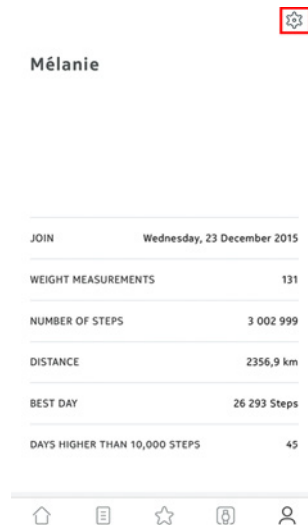 Mélanie
JOIN Wednesday, 23 December 2015
WEIGHT MEASUREMENTS 131
NUMBER OF STEPS 3 002 999
DISTANCE 2356,9 km
BEST DAY 26 293 Steps
DAYS HIGHER THAN 10,000 STEPS 45